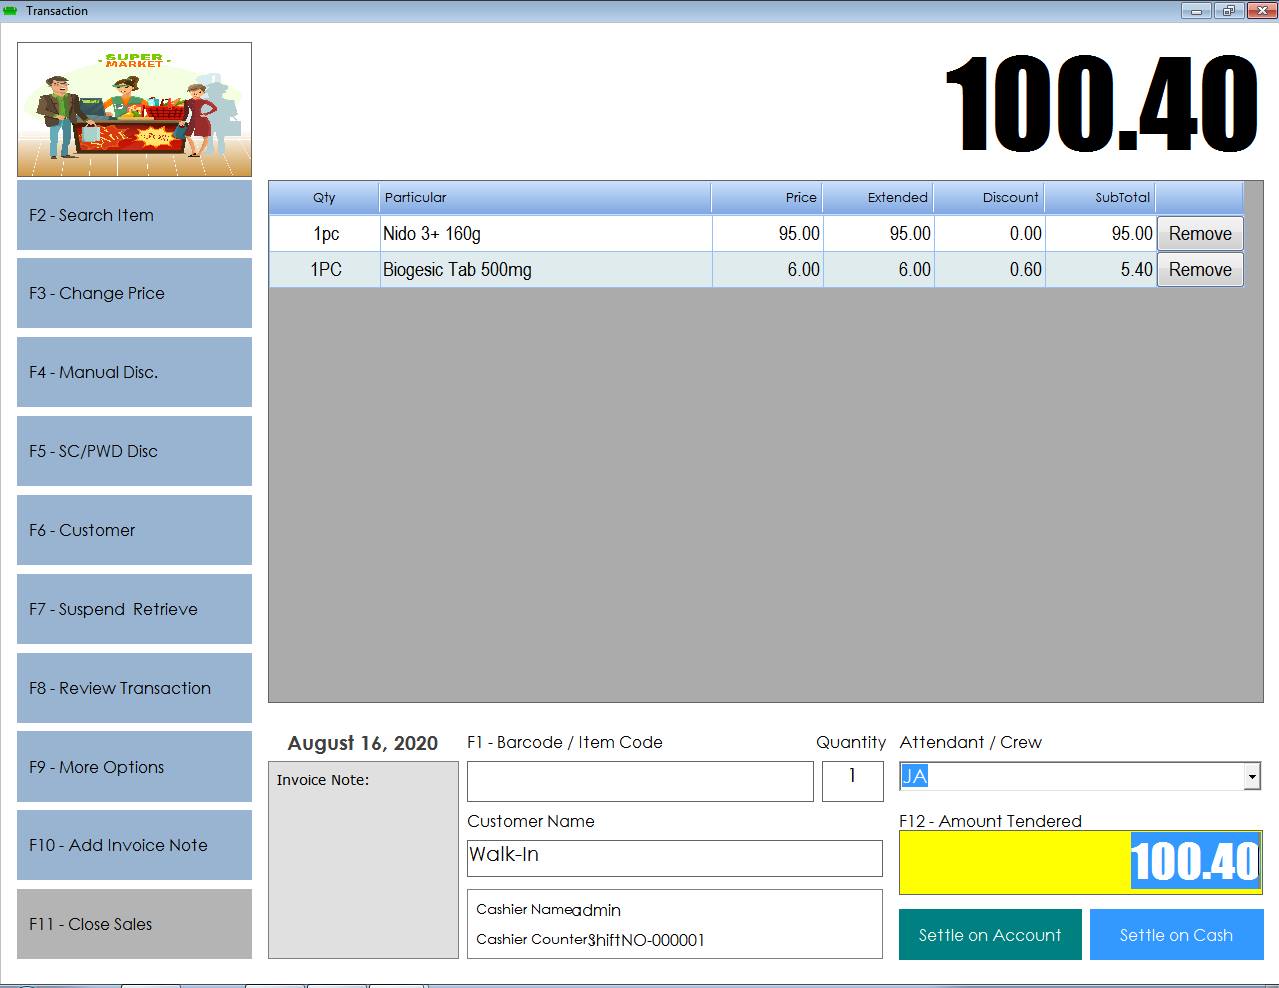 Transaction
SUPER
MARKET
SALE
100.40
F2 - Search Item
F3 - Change Price
F4 - Manual Disc.
F5 - SC/PWD Disc
F6 - Customer
F7 - Suspend  Retrieve
F8 - Review Transaction
F9 - More Options
F10 - Add Invoice Note
F11 - Close Sales
Qty Particular Price Extended Discount SubTotal
1pc Nido 3+ 160g 95.00 95.00 0.00 95.00 Remove
1PC Biogesic Tab 500mg 6.00 6.00 0.60 5.40 Remove
August 16, 2020
Invoice Note:
F1 - Barcode / Item Code
Quantity
1
Customer Name
Walk-In
Cashier Name admin
Cashier Counter ShiftNO-000001
Attendant / Crew
JA
F12 - Amount Tendered
100.40
Settle on Account
Settle on Cash